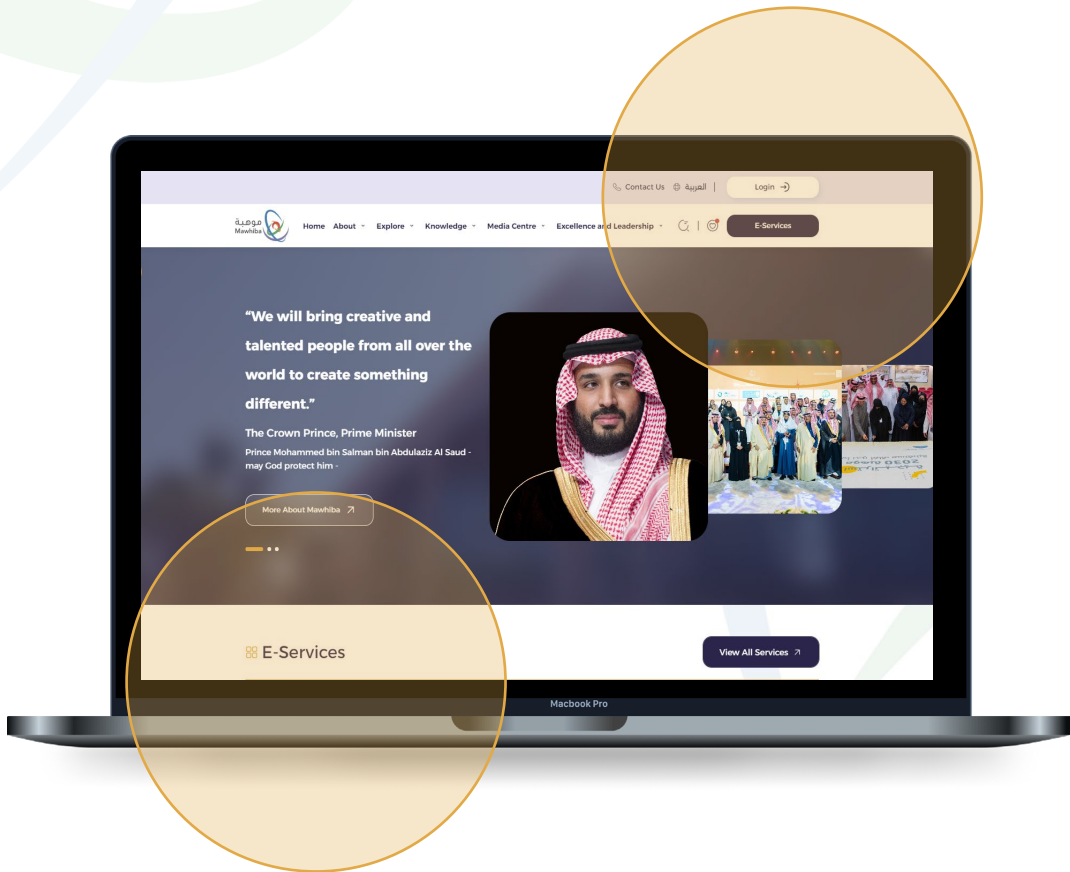 Contact Us
العربية
Login
موهبة
Mawhiba
Home About Explore Knowledge Media Centre Excellence and Leadership
E-Services
“We will bring creative and
talented people from all over the
world to create something
different.”
The Crown Prince, Prime Minister
Prince Mohammed bin Salman bin Abdulaziz Al Saud -
may God protect him -
More About Mawhiba
2030
E-Services
View All Services
Macbook Pro